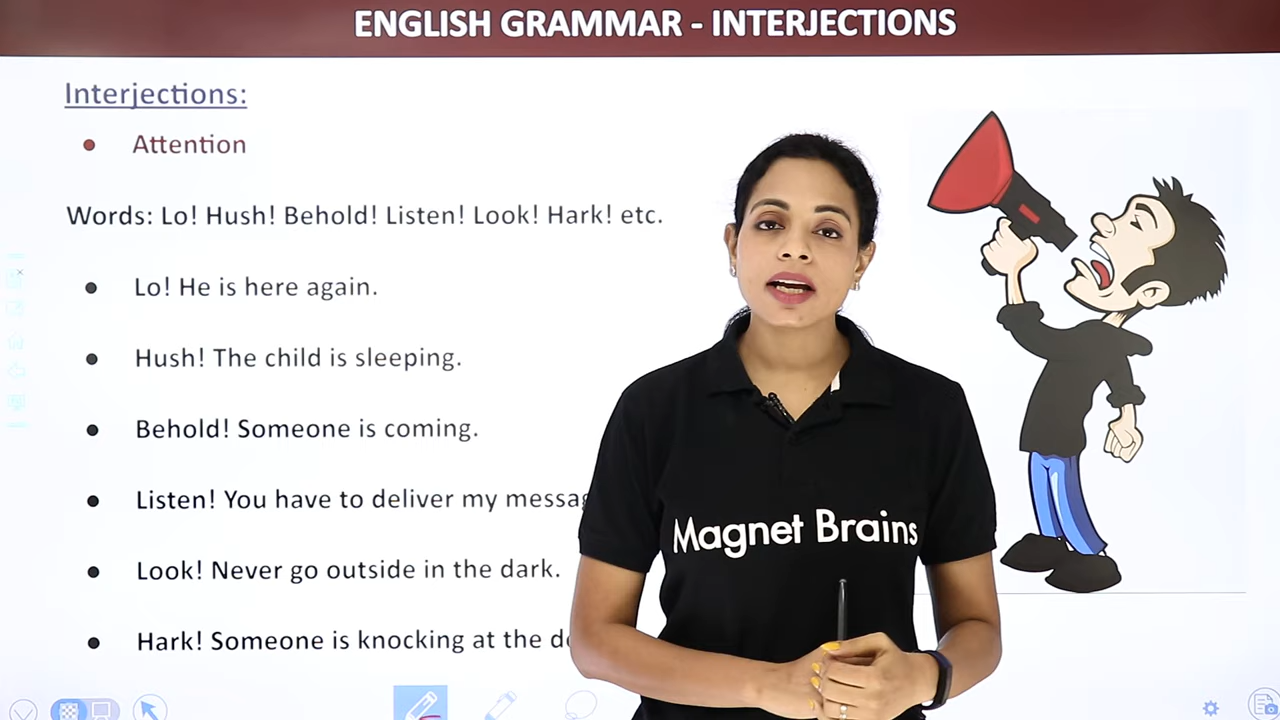 ENGLISH GRAMMAR - INTERJECTIONS
Interjections:
Attention
Words: Lo! Hush! Behold! Listen! Look! Hark! etc.
Lo! He is here again.
Hush! The child is sleeping.
Behold! Someone is coming.
Listen! You have to deliver my
Look! Never go outside in the dark.
Hark! Someone is knocking at the
Magnet Brains